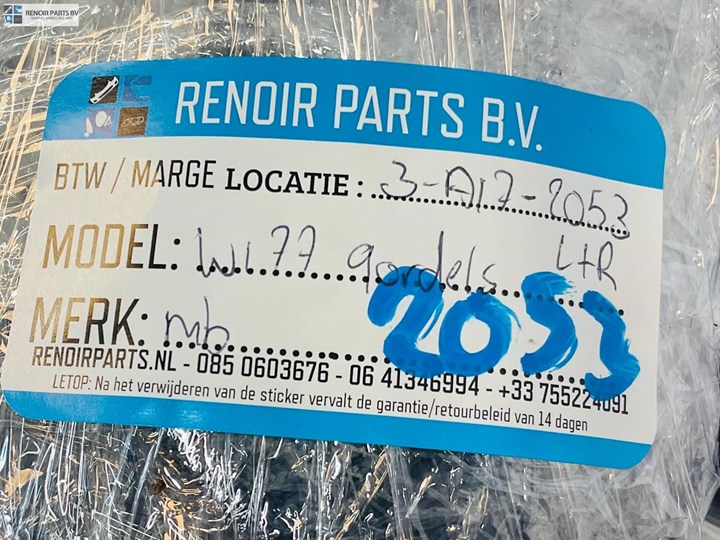 RENOIR PARTS BV
RENOIR PARTS B.V.
BTW / MARGE LOCATIE: 3-A17-2053
MODEL: W177 gordels L+R
MERK: mb
2053
RENOIRPARTS.NL - 085 0603676 - 06 41346994 - +33 755224091
LETOP: Na het verwijderen van de sticker vervalt de garantie/retourbeleid van 14 dagen